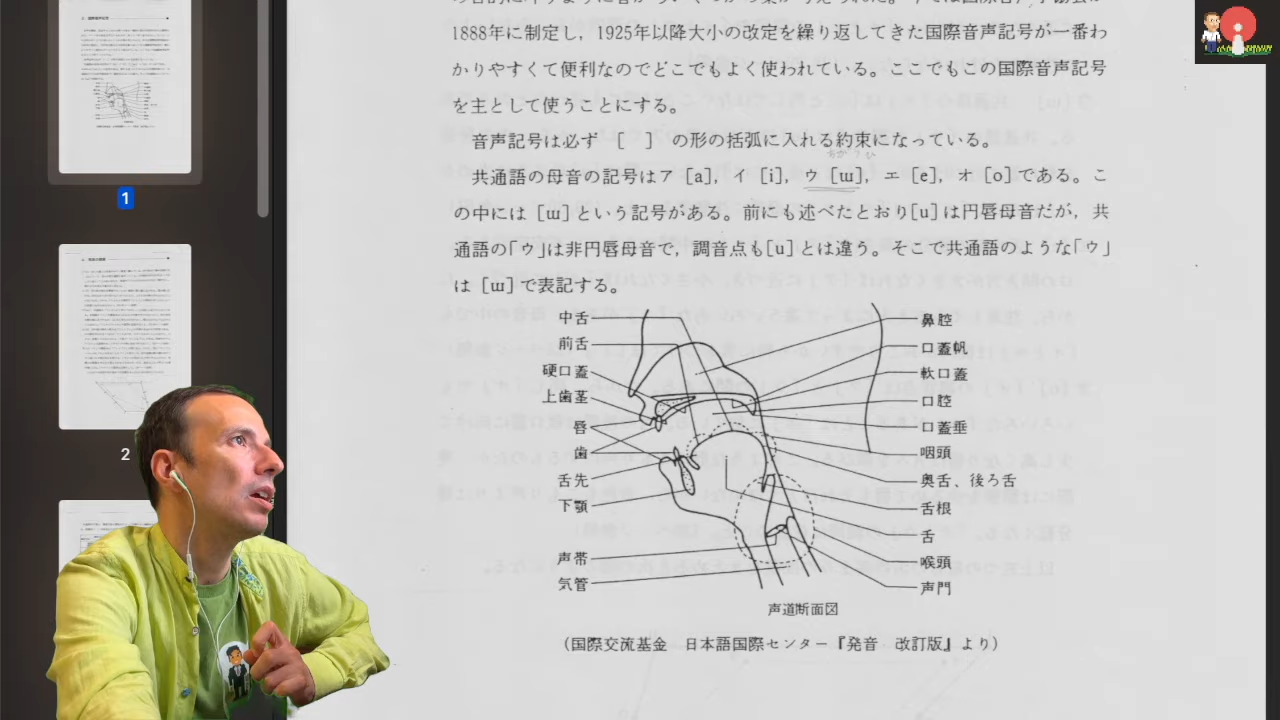 1888年に制定し，1925年以降大小の改定を繰り返してきた国際音声記号が一番わ
かりやすくて便利なのでどこでもよく使われている。ここでもこの国際音声記号
を主として使うことにする。
音声記号は必ず ［ ］ の形の括弧に入れる約束になっている。
共通語の母音の記号はア［a］，イ［i］，ウ［ɯ］，エ［e］，オ［o］である。こ
の中には［ɯ］という記号がある。前にも述べたとおり[u]は円唇母音だが，共
通語の「ウ」は非円唇母音で，調音点も[u]とは違う。そこで共通語のような「ウ」
は［ɯ］で表記する。
中舌
前舌
硬口蓋
上歯茎
唇
歯
舌先
下顎
声帯
気管
鼻腔
口蓋帆
軟口蓋
口腔
口蓋垂
咽頭
奥舌、後ろ舌
舌根
舌
喉頭
声門
声道断面図
（国際交流基金 日本語国際センター『発音 改訂版』より）
1
2